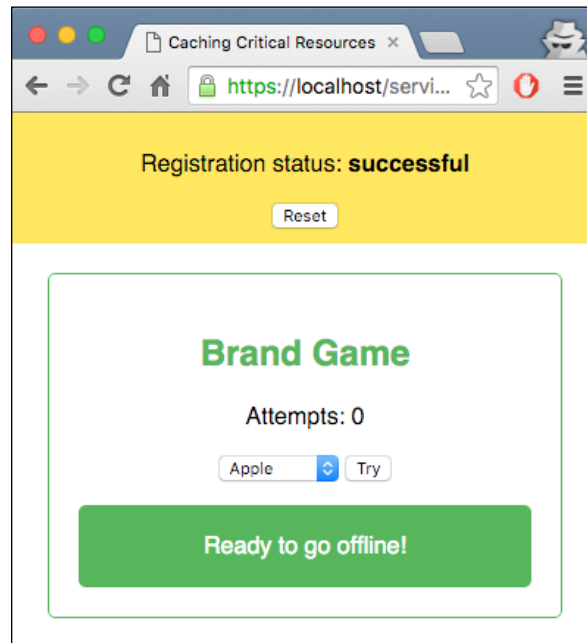 Caching Critical Resources
https://localhost/servi...
Registration status: successful
Reset
Brand Game
Attempts: 0
Apple Try
Ready to go offline!